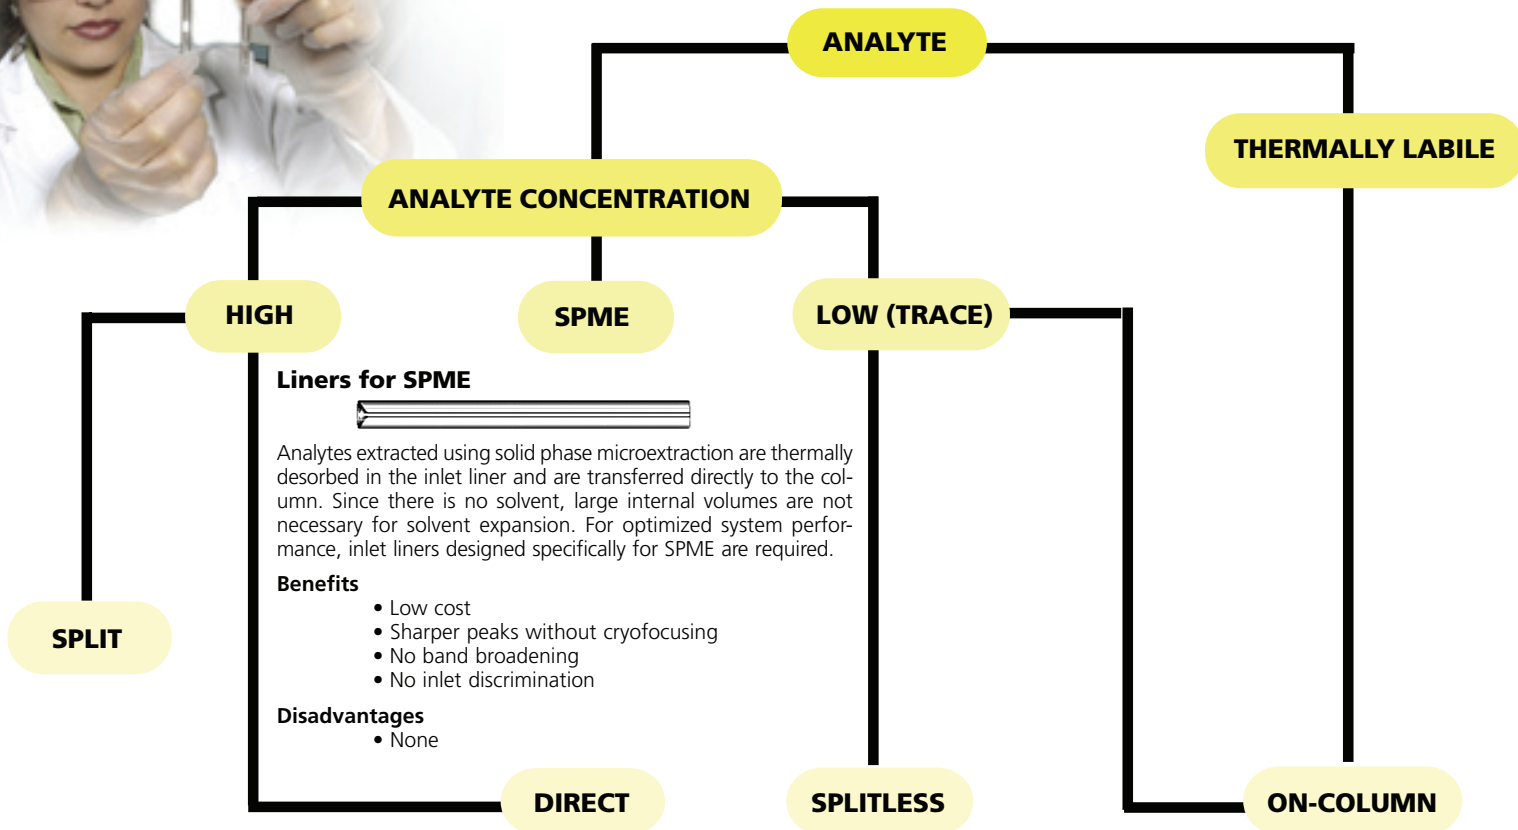 ANALYTE
THERMALLY LABILE
ANALYTE CONCENTRATION
HIGH
SPME
LOW (TRACE)
Liners for SPME
Analytes extracted using solid phase microextraction are thermally
desorbed in the inlet liner and are transferred directly to the col-
umn. Since there is no solvent, large internal volumes are not
necessary for solvent expansion. For optimized system perfor-
mance, inlet liners designed specifically for SPME are required.
Benefits
• Low cost
• Sharper peaks without cryofocusing
• No band broadening
• No inlet discrimination
Disadvantages
• None
SPLIT
DIRECT
SPLITLESS
ON-COLUMN